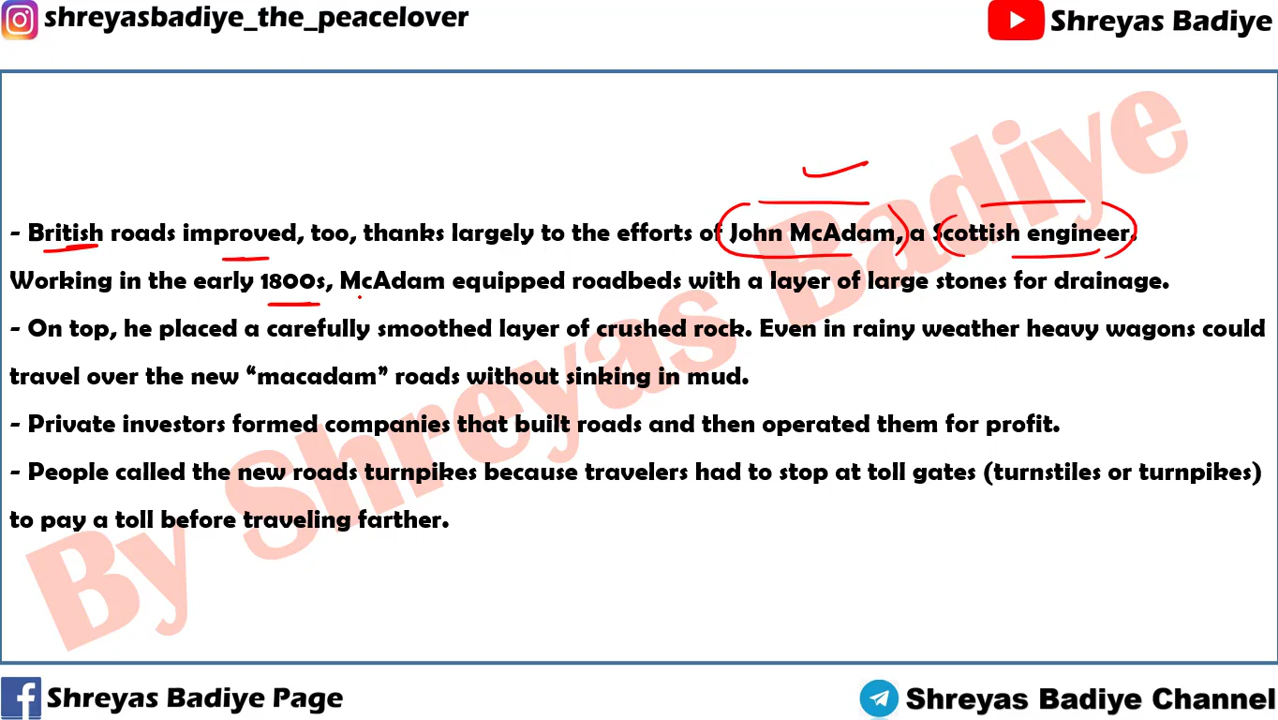 shreyasbadiye_the_peacelover
Shreyas Badiye
- British roads improved, too, thanks largely to the efforts of John McAdam, a Scottish engineer.
Working in the early 1800s, McAdam equipped roadbeds with a layer of large stones for drainage.
- On top, he placed a carefully smoothed layer of crushed rock. Even in rainy weather heavy wagons could
travel over the new “macadam” roads without sinking in mud.
- Private investors formed companies that built roads and then operated them for profit.
- People called the new roads turnpikes because travelers had to stop at toll gates (turnstiles or turnpikes)
to pay a toll before traveling farther.
By Shreyas Badiye
Shreyas Badiye Page
Shreyas Badiye Channel